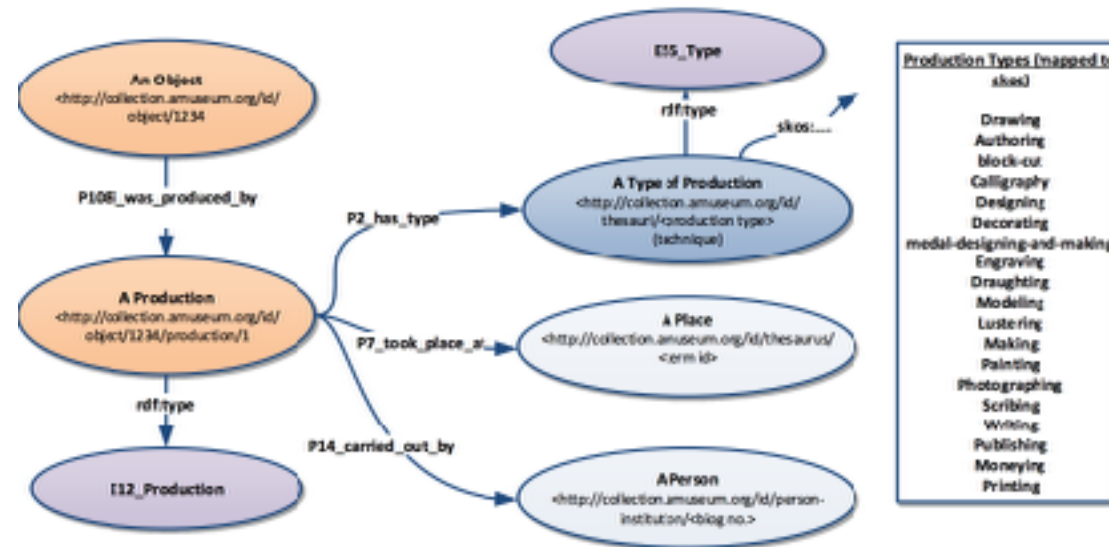 An Object
<http://collection.amuseum.org/id/
object/1234
P108i_was_produced_by
A Production
<http://collection.amuseum.org/id/
object/1234/production/1
rdf:type
E12_Production
P2_has_type
P7_took_place_at
P14_carried_out_by
E55_Type
rdf:type
skos:....
A Type of Production
<http://collection.amuseum.org/id/
thesauri/<production type>
(technique)
A Place
<http://collection.amuseum.org/id/thesaurus/
<term id>
A Person
<http://collection.amuseum.org/id/person-
institution/<biog no.>
Production Types (mapped to
skos)
Drawing
Authoring
block-cut
Calligraphy
Designing
Decorating
medal-designing-and-making
Engraving
Draughting
Modeling
Lustering
Making
Painting
Photographing
Scribing
Writing
Publishing
Moneying
Printing